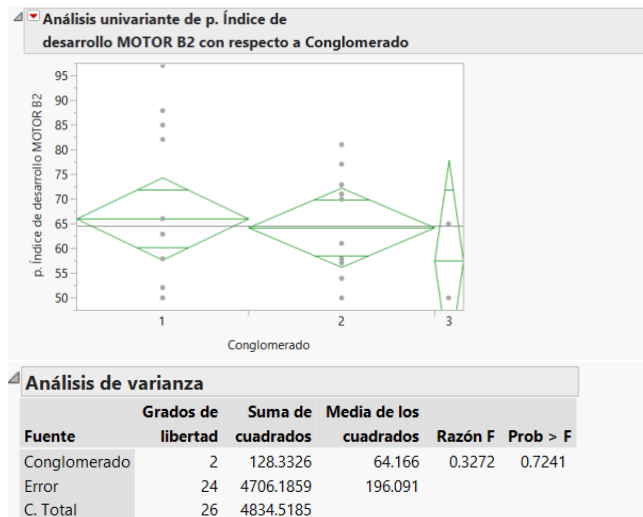 Análisis univariante de p. Índice de
desarrollo MOTOR B2 con respecto a Conglomerado
p. Índice de desarrollo MOTOR B2
95
90
85
80
75
70
65
60
55
50
1 2 3
Conglomerado
Análisis de varianza
Grados de Suma de Media de los
Fuente libertad cuadrados cuadrados Razón F Prob > F
Conglomerado 2 128.3326 64.166 0.3272 0.7241
Error 24 4706.1859 196.091
C. Total 26 4834.5185